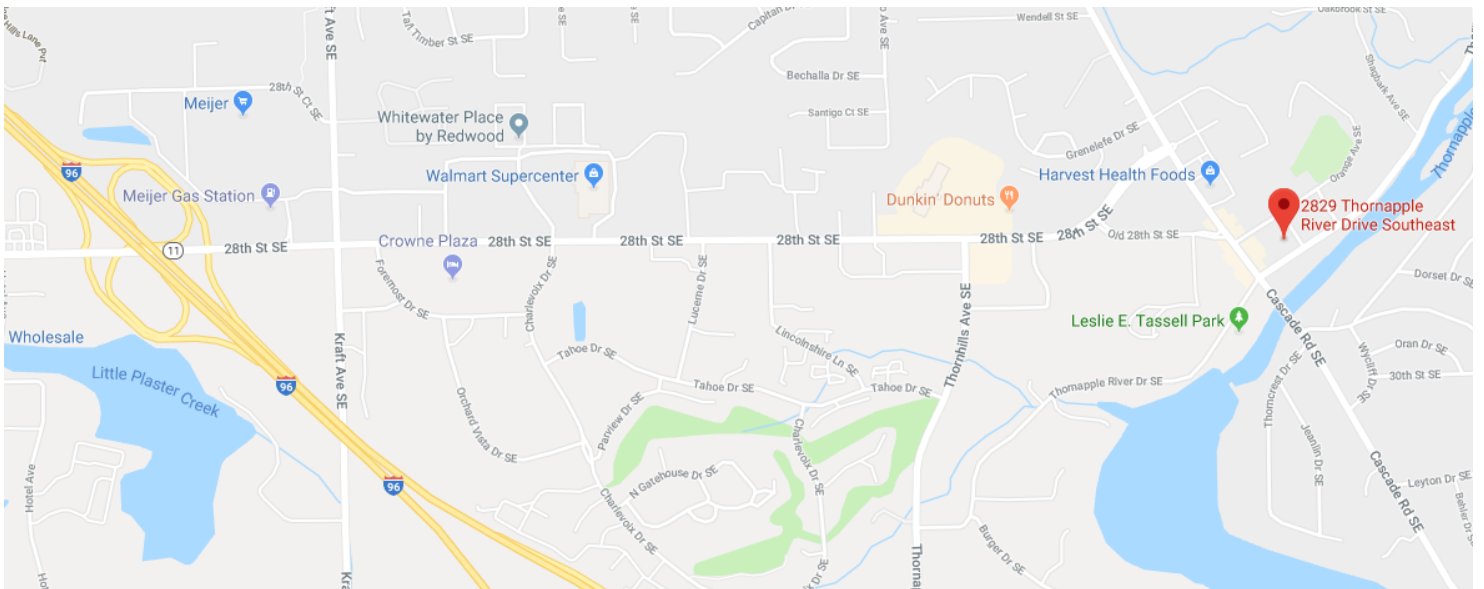 Hills Lane Pvt
Kraft Ave SE
Tall Timber St SE
Capitan Dr SE
Wendell St SE
Oakbrook St SE
28th St Ct SE
Meijer
Whitewater Place
by Redwood
Bechalla Dr SE
Santigo Ct SE
Shagbark Ave SE
Grenelefe Dr SE
Orange Ave SE
Thornapple
96
Meijer Gas Station
Walmart Supercenter
Dunkin' Donuts
Harvest Health Foods
2829 Thornapple
River Drive Southeast
11
28th St SE
Crowne Plaza
28th St SE
28th St SE
28th St SE
28th St SE
28th St SE
Old 28th St SE
Foremost Dr SE
Charlevoix Dr SE
Lucerne Dr SE
Lincolnshire Ln SE
Thornhills Ave SE
Leslie E. Tassell Park
Cascade Rd SE
Dorset Dr SE
Wholesale
Little Plaster Creek
96
Kraft Ave SE
Tahoe Dr SE
Tahoe Dr SE
Tahoe Dr SE
Thornapple River Dr SE
Oran Dr SE
30th St SE
Wycliff Dr SE
Thorncrest Dr SE
Orchard Vista Dr SE
Parview Dr SE
Charlevoix Dr SE
Jeanlin Dr SE
Hotel Ave
96
N Gatehouse Dr SE
Charlevoix Dr SE
Cascade Rd SE
Leyton Dr SE
Behler Dr SE
Burger Dr SE